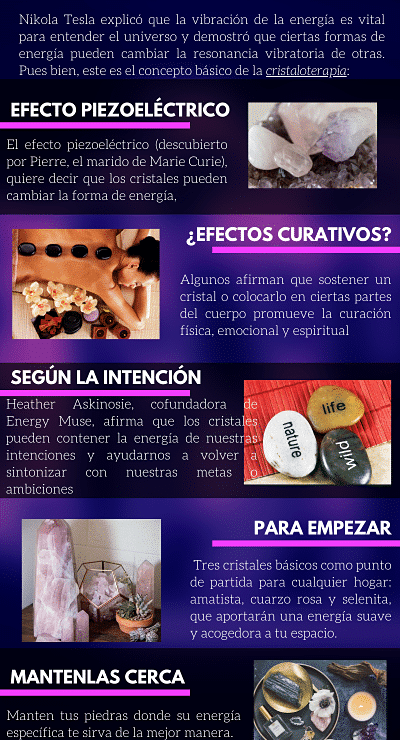 Nikola Tesla explicó que la vibración de la energía es vital
para entender el universo y demostró que ciertas formas de
energía pueden cambiar la resonancia vibratoria de otras.
Pues bien, este es el concepto básico de la cristaloterapia:
EFECTO PIEZOELÉCTRICO
El efecto piezoeléctrico (descubierto
por Pierre, el marido de Marie Curie),
quiere decir que los cristales pueden
cambiar la forma de energía,
¿EFECTOS CURATIVOS?
Algunos afirman que sostener un
cristal o colocarlo en ciertas partes
del cuerpo promueve la curación
física, emocional y espiritual
SEGÚN LA INTENCIÓN
Heather Askinosie, cofundadora de
Energy Muse, afirma que los cristales
pueden contener la energía de nuestras
intenciones y ayudarnos a volver a
sintonizar con nuestras metas o
ambiciones
life
nature
wild
PARA EMPEZAR
Tres cristales básicos como punto
de partida para cualquier hogar:
amatista, cuarzo rosa y selenita,
que aportarán una energía suave
y acogedora a tu espacio.
MANTENLAS CERCA
Manten tus piedras donde su energía
específica te sirva de la mejor manera.